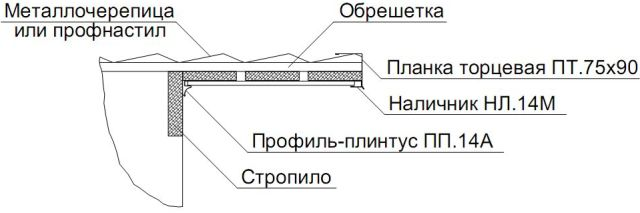 Металлочерепица
или профнастил
Обрешетка
Планка торцевая ПТ.75х90
Наличник НЛ.14М
Профиль-плинтус ПП.14А
Стропило